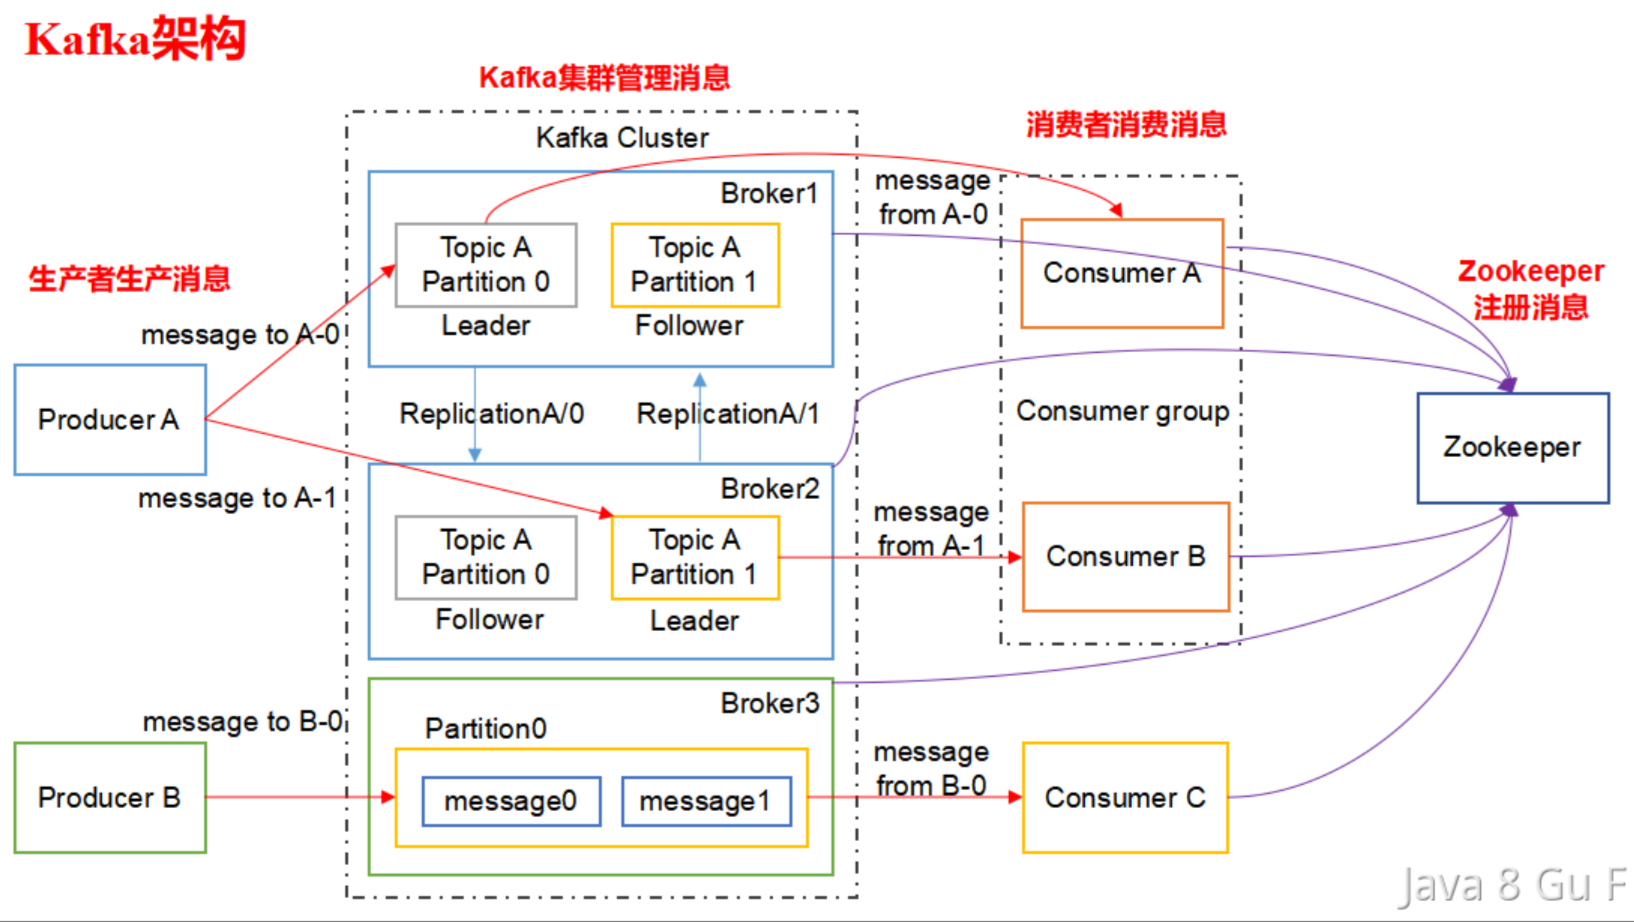 Kafka架构
Kafka集群管理消息
消费者消费消息
生产者生产消息
Zookeeper
注册消息
Kafka Cluster
Broker1
Topic A
Partition 0
Leader
Topic A
Partition 1
Follower
message
from A-0
Consumer A
message to A-0
Producer A
message to A-1
ReplicationA/0
ReplicationA/1
Consumer group
Zookeeper
Broker2
Topic A
Partition 0
Follower
Topic A
Partition 1
Leader
message
from A-1
Consumer B
message to B-0
Producer B
Broker3
Partition0
message0
message1
message
from B-0
Consumer C
Java 8 Gu F